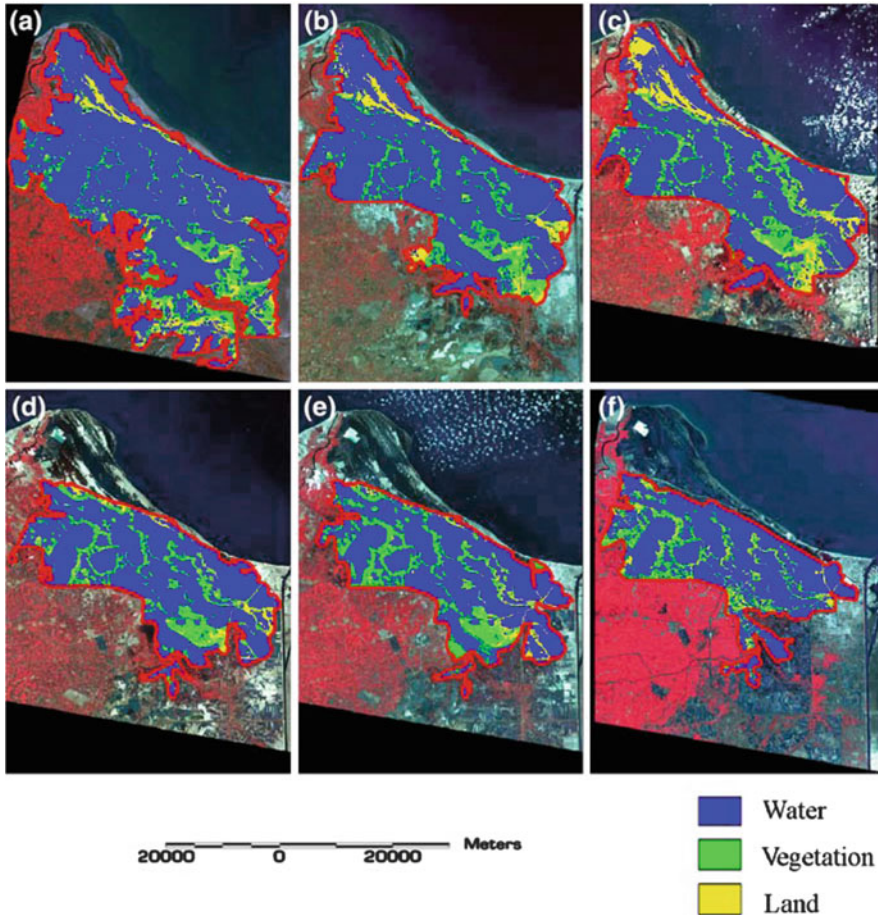 (a)
(b)
(c)
(d)
(e)
(f)
20000 0 20000 Meters
Water
Vegetation
Land